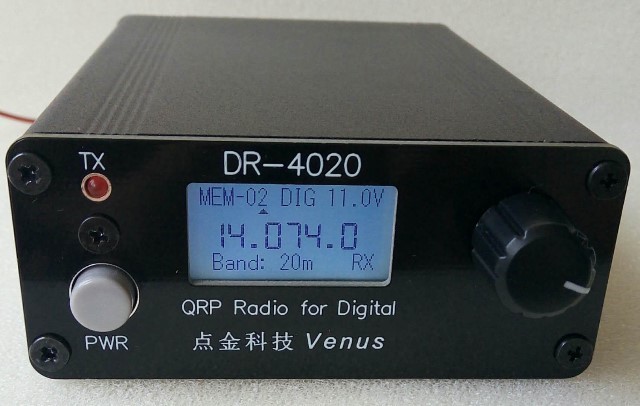 TX
DR-4020
MEM-02 DIG 11.0V
14.074.0
Band: 20m RX
QRP Radio for Digital
PWR
点金科技 Venus